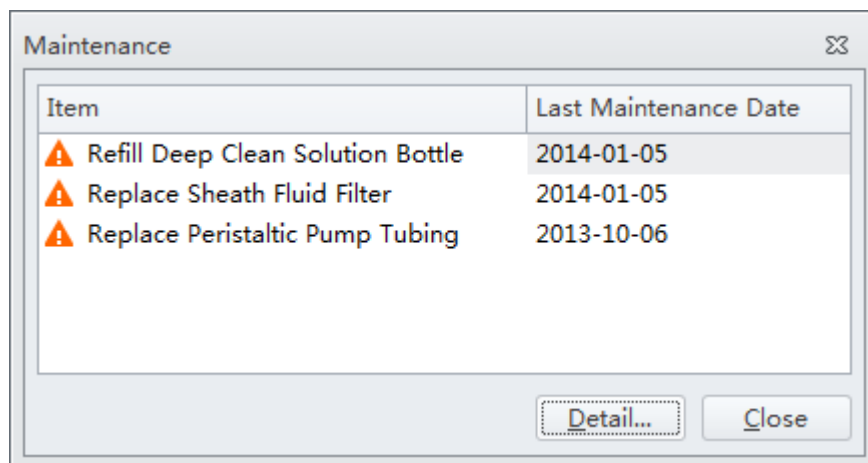 Maintenance
Item Last Maintenance Date
Refill Deep Clean Solution Bottle 2014-01-05
Replace Sheath Fluid Filter 2014-01-05
Replace Peristaltic Pump Tubing 2013-10-06
Detail... Close